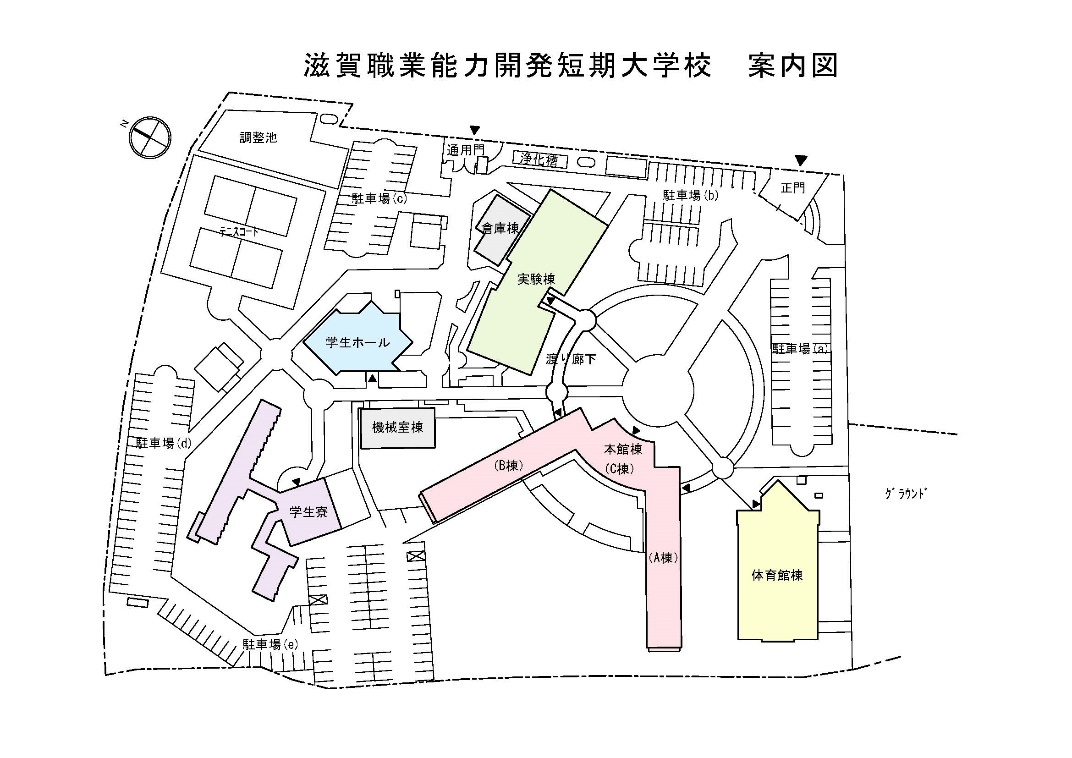 滋賀職業能力開発短期大学校　案内図
N
調整池
通用門
浄化槽
正門
駐車場(c)
駐車場(b)
倉庫棟
テニスコート
実験棟
学生ホール
渡り廊下
駐車場(a)
機械室棟
駐車場(d)
本館棟
(C棟)
(B棟)
グラウンド
学生寮
(A棟)
体育館棟
駐車場(e)